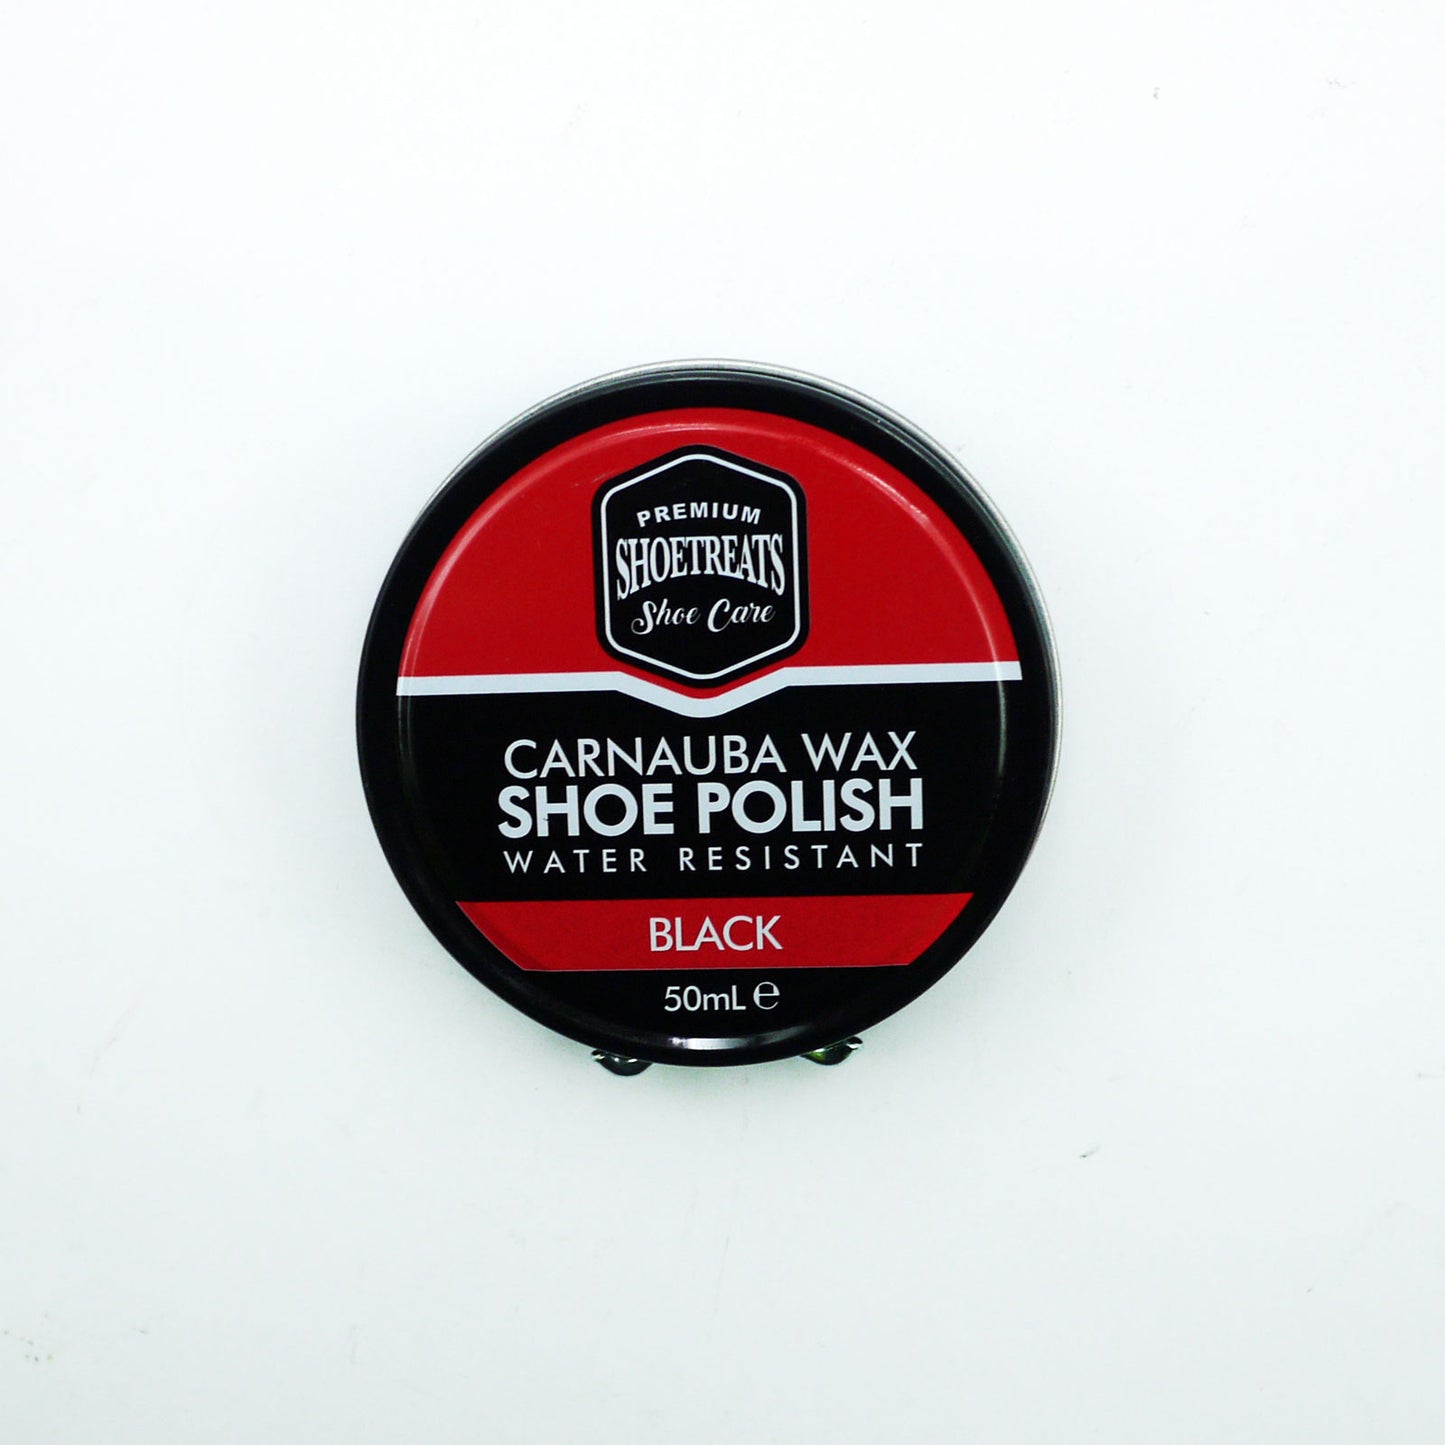 PREMIUM
SHOETREATS
Shoe Care
CARNAUBA WAX
SHOE POLISH
WATER RESISTANT
BLACK
50mL ℮